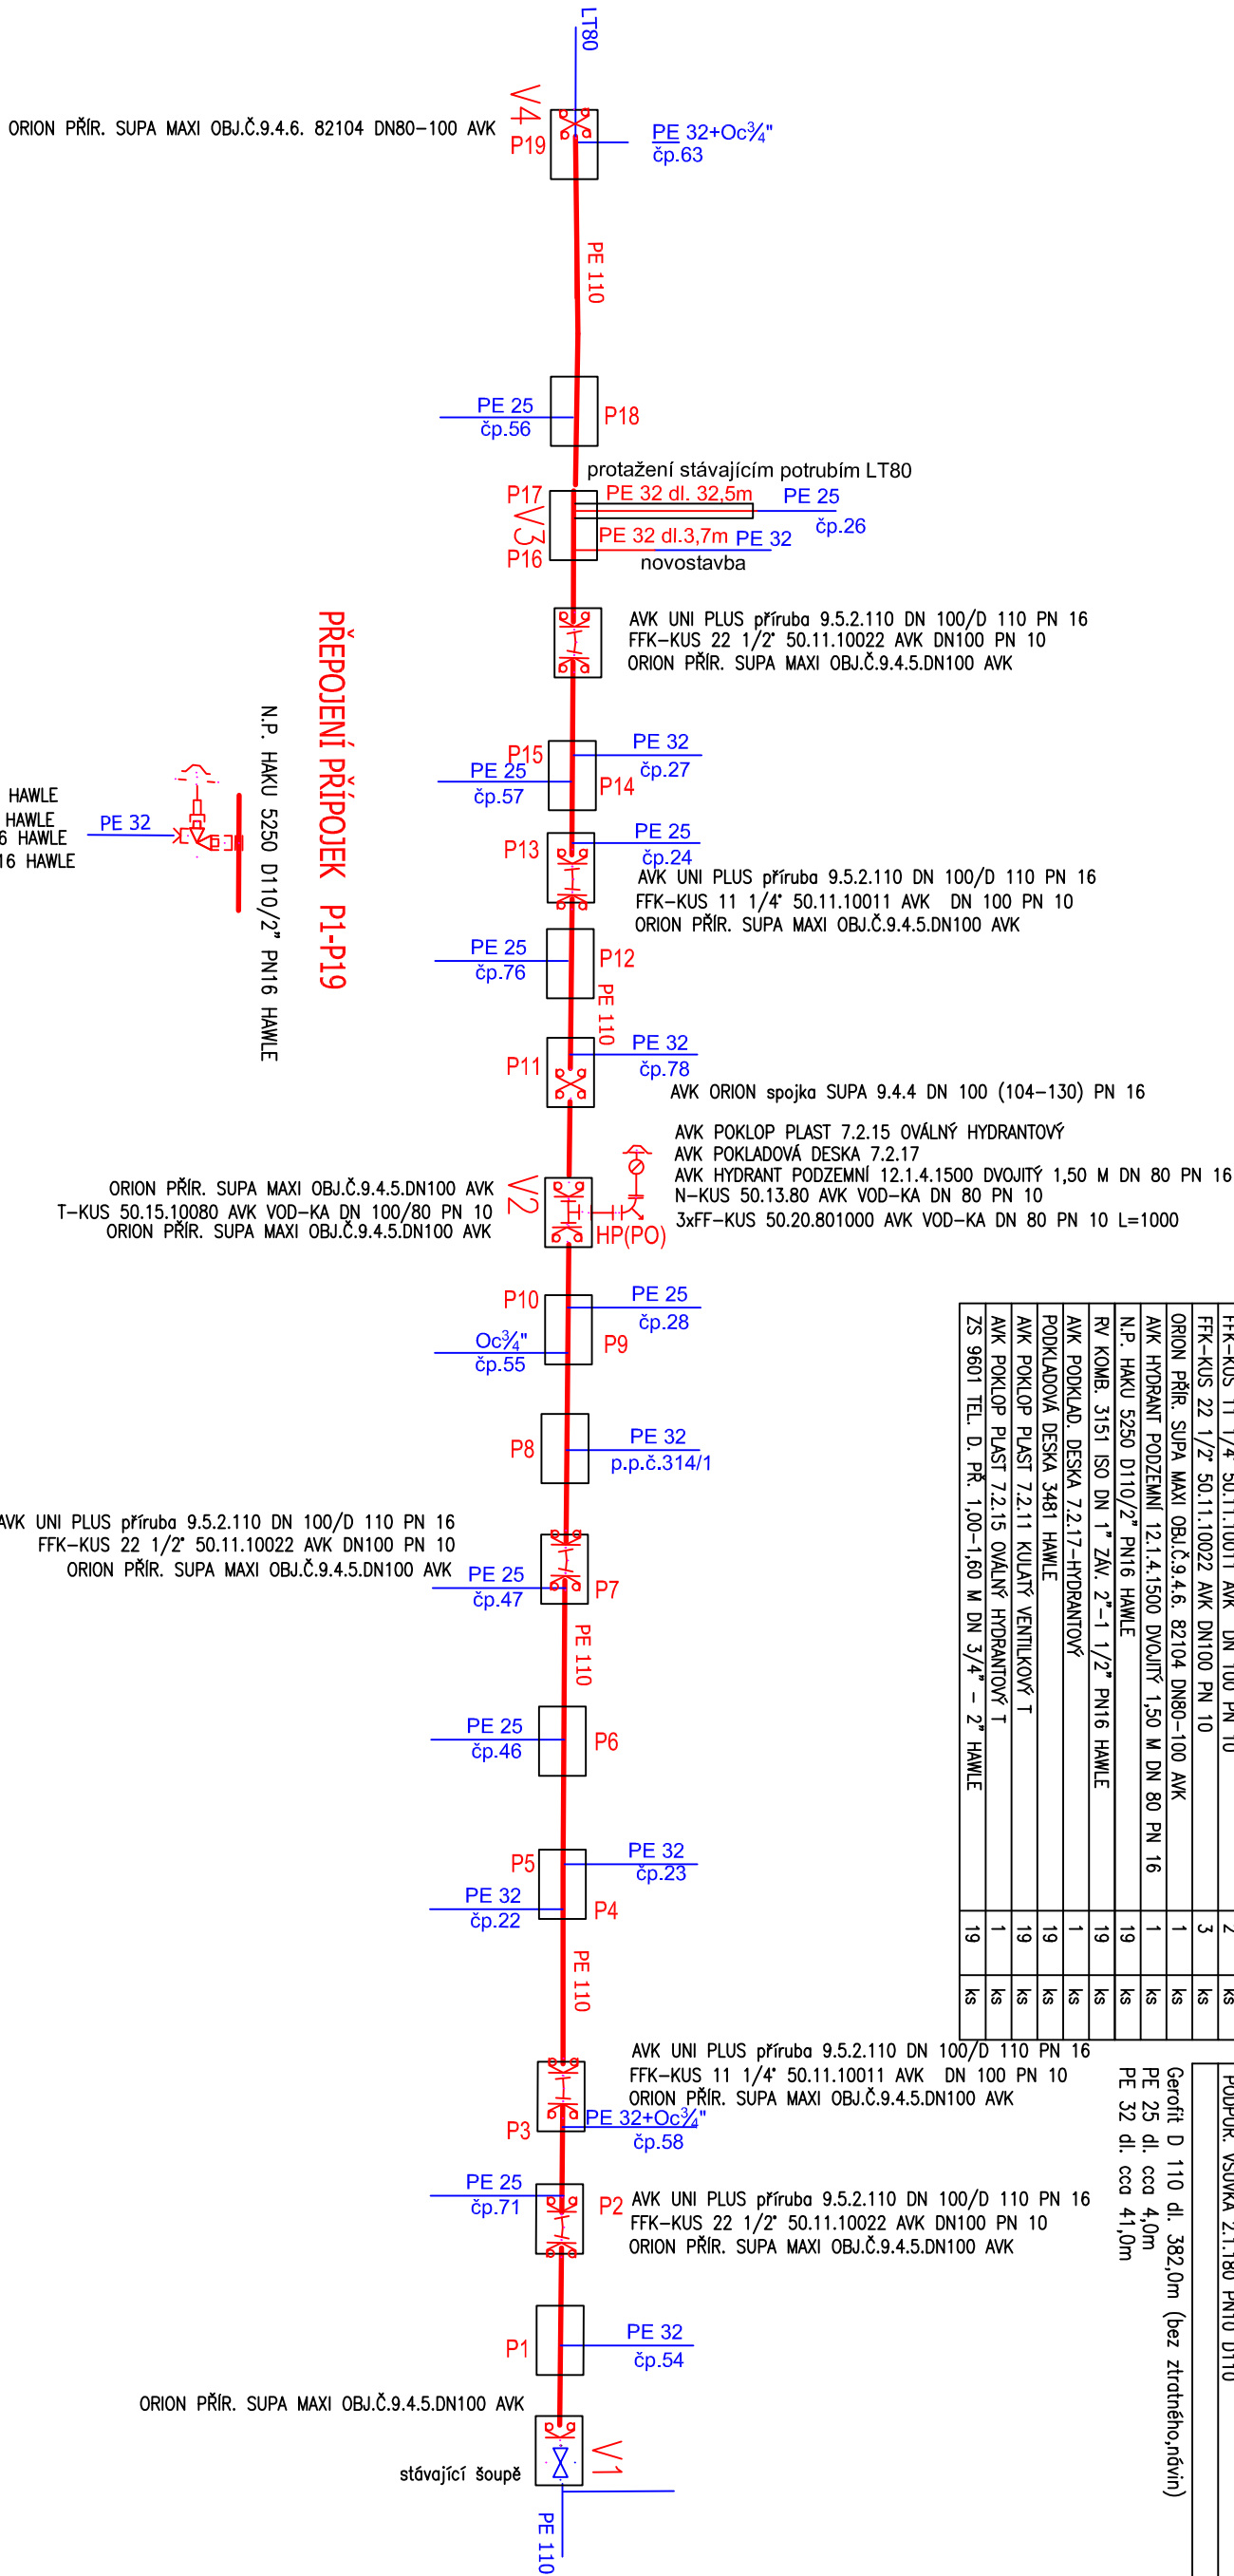 LT80
V4
ORION PŘÍR. SUPA MAXI OBJ.Č.9.4.6. 82104 DN80-100 AVK
P19
PE 32+Oc¾"
čp.63
PE 110
PE 25
čp.56
P18
protažení stávajícím potrubím LT80
P17
PE 32 dl. 32,5m
PE 25
čp.26
V3
PE 32 dl.3,7m
PE 32
P16
novostavba
AVK UNI PLUS příruba 9.5.2.110 DN 100/D 110 PN 16
FFK-KUS 22 1/2° 50.11.10022 AVK DN100 PN 10
ORION PŘÍR. SUPA MAXI OBJ.Č.9.4.5.DN100 AVK
PŘEPOJENÍ PŘÍPOJEK P1-P19
N.P. HAKU 5250 D110/2" PN16 HAWLE
HAWLE
HAWLE
6 HAWLE
16 HAWLE
PE 32
P15
PE 32
čp.27
PE 25
čp.57
P14
P13
PE 25
čp.24
AVK UNI PLUS příruba 9.5.2.110 DN 100/D 110 PN 16
FFK-KUS 11 1/4° 50.11.10011 AVK DN 100 PN 10
ORION PŘÍR. SUPA MAXI OBJ.Č.9.4.5.DN100 AVK
PE 25
čp.76
P12
PE 110
P11
PE 32
čp.78
AVK ORION spojka SUPA 9.4.4 DN 100 (104-130) PN 16
AVK POKLOP PLAST 7.2.15 OVÁLNÝ HYDRANTOVÝ
AVK POKLADOVÁ DESKA 7.2.17
AVK HYDRANT PODZEMNÍ 12.1.4.1500 DVOJITÝ 1,50 M DN 80 PN 16
N-KUS 50.13.80 AVK VOD-KA DN 80 PN 10
3xFF-KUS 50.20.801000 AVK VOD-KA DN 80 PN 10 L=1000
ORION PŘÍR. SUPA MAXI OBJ.Č.9.4.5.DN100 AVK
T-KUS 50.15.10080 AVK VOD-KA DN 100/80 PN 10
ORION PŘÍR. SUPA MAXI OBJ.Č.9.4.5.DN100 AVK
V2
HP(PO)
P10
PE 25
čp.28
Oc¾"
čp.55
P9
P8
PE 32
p.p.č.314/1
AVK UNI PLUS příruba 9.5.2.110 DN 100/D 110 PN 16
FFK-KUS 22 1/2° 50.11.10022 AVK DN100 PN 10
ORION PŘÍR. SUPA MAXI OBJ.Č.9.4.5.DN100 AVK
PE 25
čp.47
P7
PE 110
PE 25
čp.46
P6
P5
PE 32
čp.23
PE 32
čp.22
P4
PE 110
AVK UNI PLUS příruba 9.5.2.110 DN 100/D 110 PN 16
FFK-KUS 11 1/4° 50.11.10011 AVK DN 100 PN 10
ORION PŘÍR. SUPA MAXI OBJ.Č.9.4.5.DN100 AVK
P3
PE 32+Oc¾"
čp.58
PE 25
čp.71
P2
AVK UNI PLUS příruba 9.5.2.110 DN 100/D 110 PN 16
FFK-KUS 22 1/2° 50.11.10022 AVK DN100 PN 10
ORION PŘÍR. SUPA MAXI OBJ.Č.9.4.5.DN100 AVK
P1
PE 32
čp.54
ORION PŘÍR. SUPA MAXI OBJ.Č.9.4.5.DN100 AVK
V1
stávající šoupě
PE 110
FFK-KUS 11 1/4° 50.11.10011 AVK DN 100 PN 10 2 ks
FFK-KUS 22 1/2° 50.11.10022 AVK DN100 PN 10 3 ks
ORION PŘÍR. SUPA MAXI OBJ.Č.9.4.6. 82104 DN80-100 AVK 1 ks
AVK HYDRANT PODZEMNÍ 12.1.4.1500 DVOJITÝ 1,50 M DN 80 PN 16 1 ks
N.P. HAKU 5250 D110/2" PN16 HAWLE 19 ks
RV KOMB. 3151 ISO DN 1" ZÁV. 2"-1 1/2" PN16 HAWLE 19 ks
AVK PODKLAD. DESKA 7.2.17-HYDRANTOVÝ 1 ks
PODKLADOVÁ DESKA 3481 HAWLE 19 ks
AVK POKLOP PLAST 7.2.11 KULATÝ VENTILKOVÝ T 19 ks
AVK POKLOP PLAST 7.2.15 OVÁLNÝ HYDRANTOVÝ T 1 ks
ZS 9601 TEL. D. PŘ. 1,00-1,60 M DN 3/4" - 2" HAWLE 19 ks
PODPŮR. VSUVKA 2.1.180 PN10 D110
Gerofit D 110 dl. 382,0m (bez ztratného,návin)
PE 25 dl. cca 4,0m
PE 32 dl. cca 41,0m